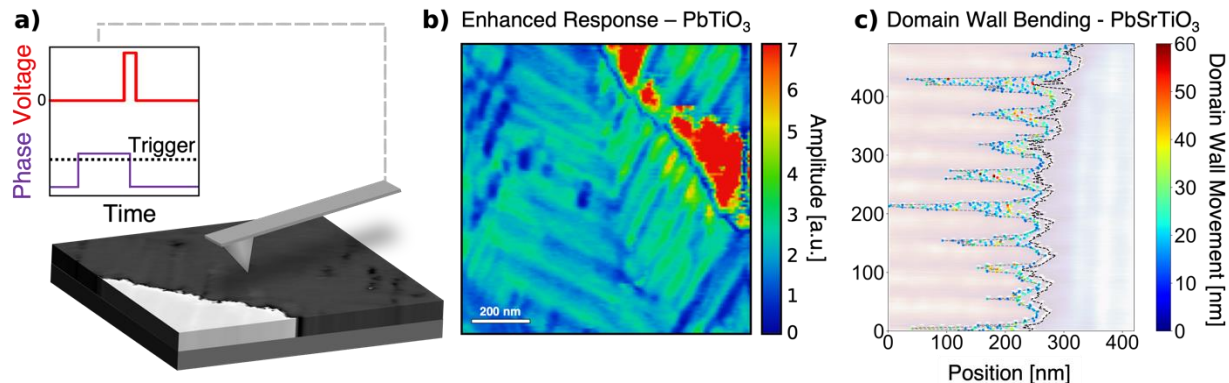 a)
Voltage
0
Phase
Trigger
Time
b) Enhanced Response – PbTiO₃
200 nm
7
6
5
4
3
2
1
0
Amplitude [a.u.]
c) Domain Wall Bending - PbSrTiO₃
400
300
200
100
0
0 100 200 300 400
Position [nm]
60
50
40
30
20
10
0
Domain Wall Movement [nm]